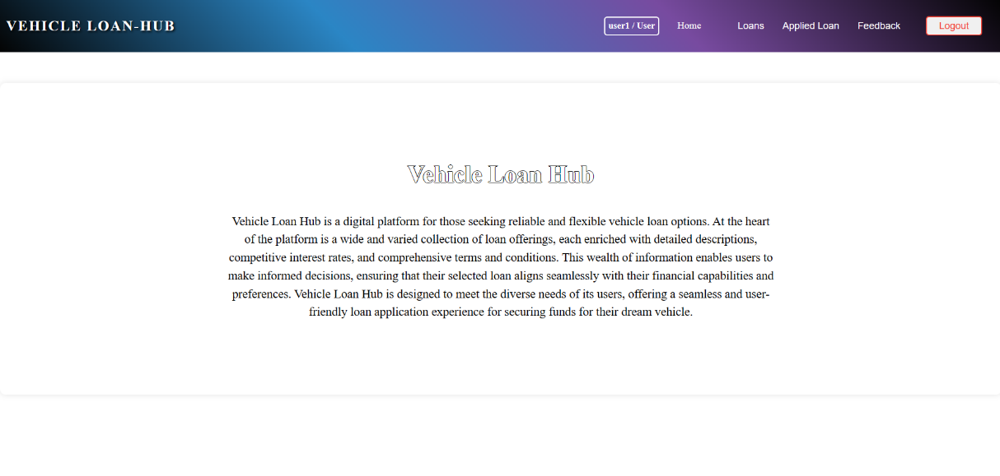 VEHICLE LOAN-HUB
user1 / User
Home
Loans
Applied Loan
Feedback
Logout
Vehicle Loan Hub
Vehicle Loan Hub is a digital platform for those seeking reliable and flexible vehicle loan options. At the heart
of the platform is a wide and varied collection of loan offerings, each enriched with detailed descriptions,
competitive interest rates, and comprehensive terms and conditions. This wealth of information enables users to
make informed decisions, ensuring that their selected loan aligns seamlessly with their financial capabilities and
preferences. Vehicle Loan Hub is designed to meet the diverse needs of its users, offering a seamless and user-
friendly loan application experience for securing funds for their dream vehicle.